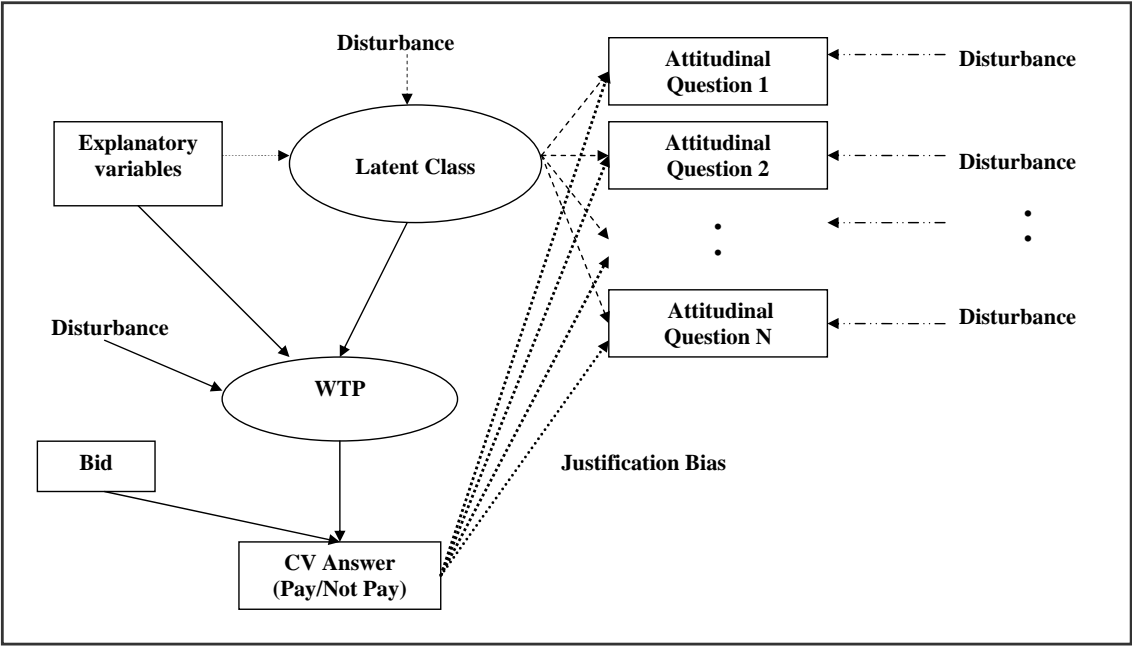 Disturbance
Attitudinal
Question 1
Disturbance
Explanatory
variables
Latent Class
Attitudinal
Question 2
Disturbance
Attitudinal
Question N
Disturbance
Disturbance
WTP
Bid
Justification Bias
CV Answer
(Pay/Not Pay)